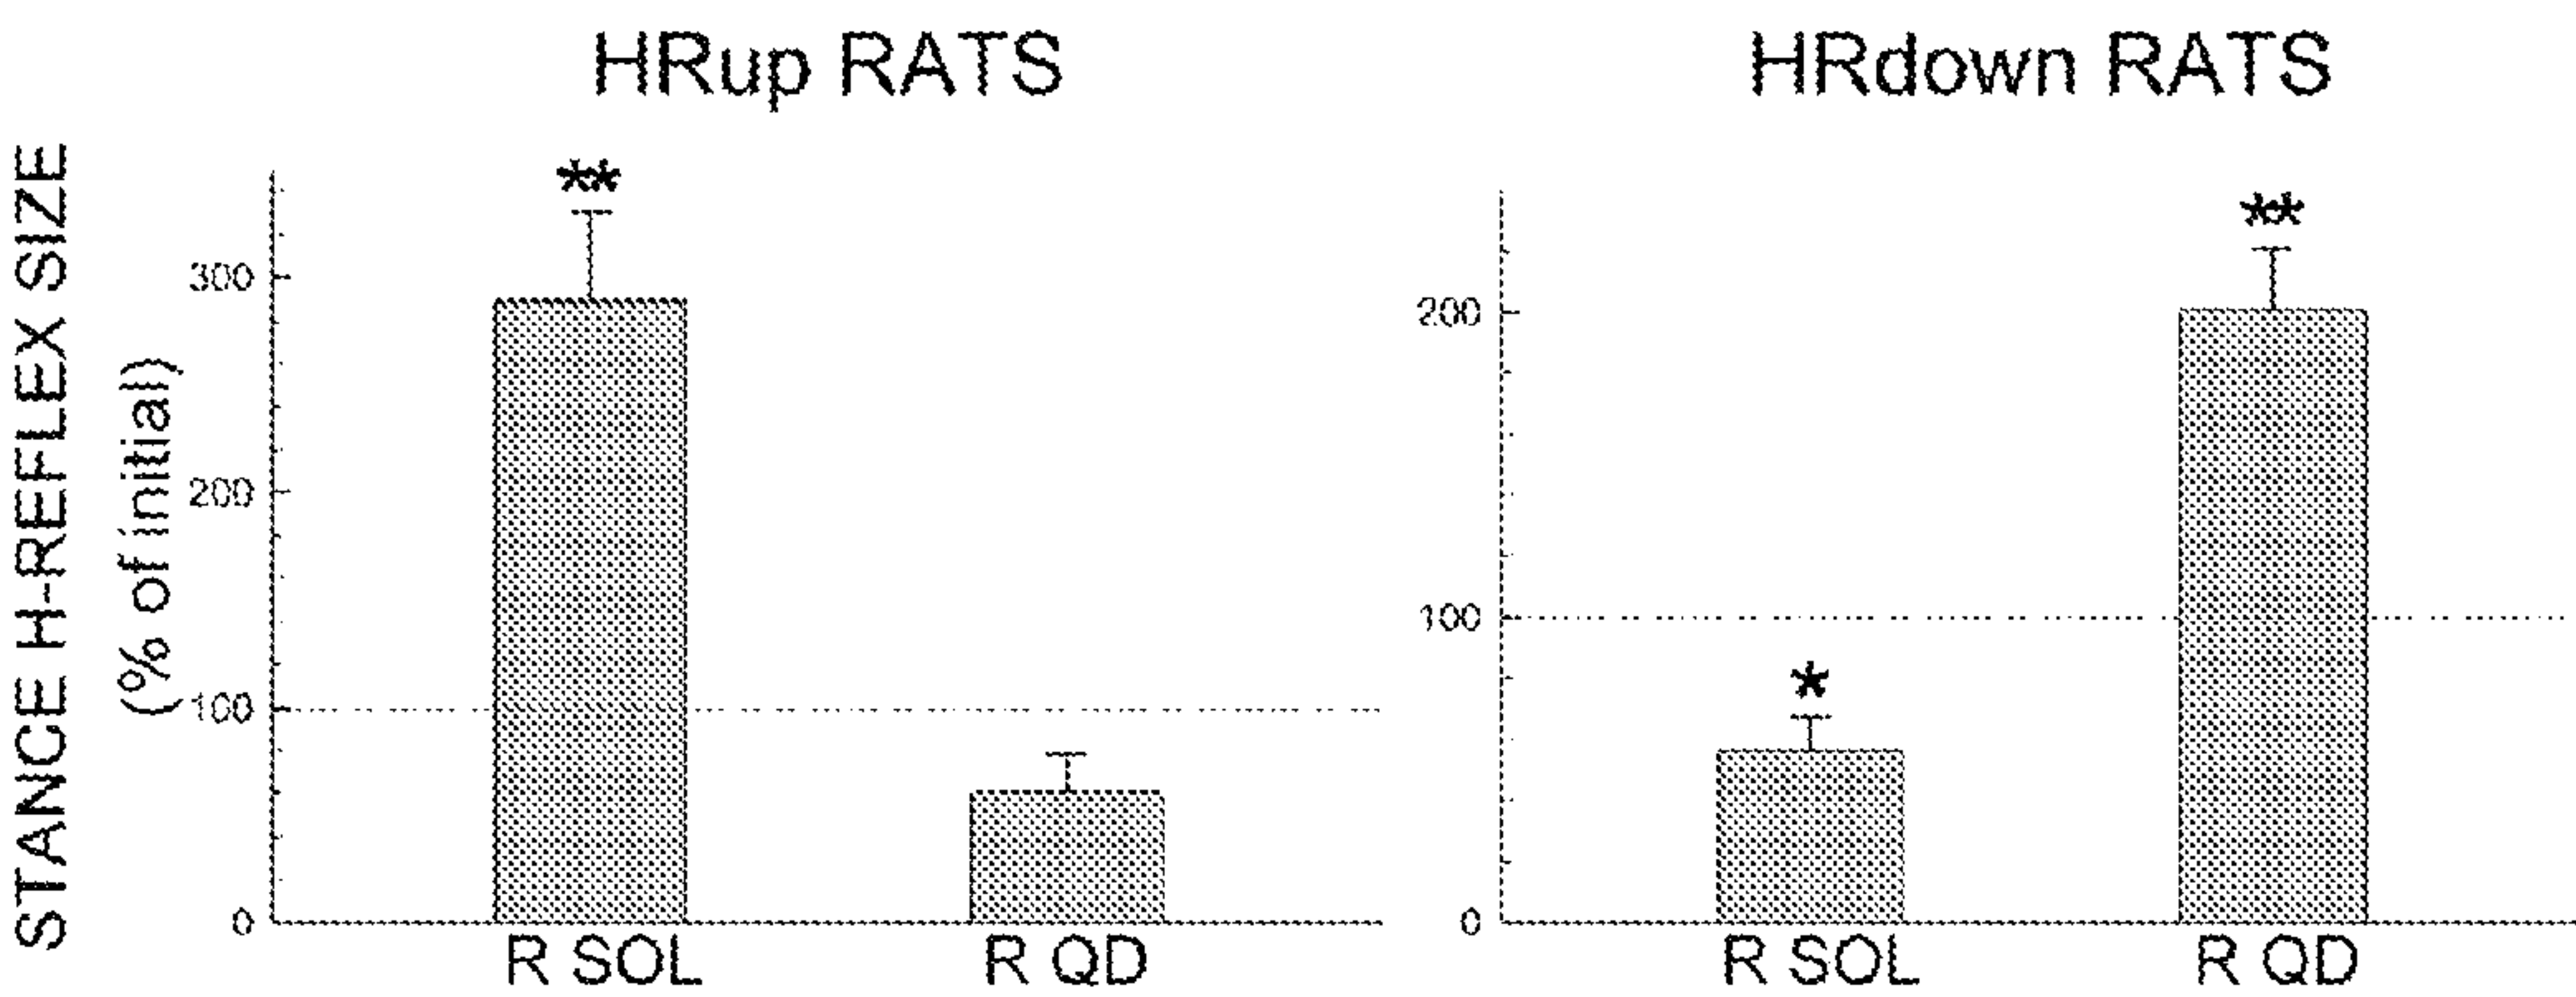 HRup RATS
HRdown RATS
STANCE H-REFLEX SIZE
(% of initial)
300
200
100
0
**
R SOL
R QD
200
100
0
*
**
R SOL
R QD